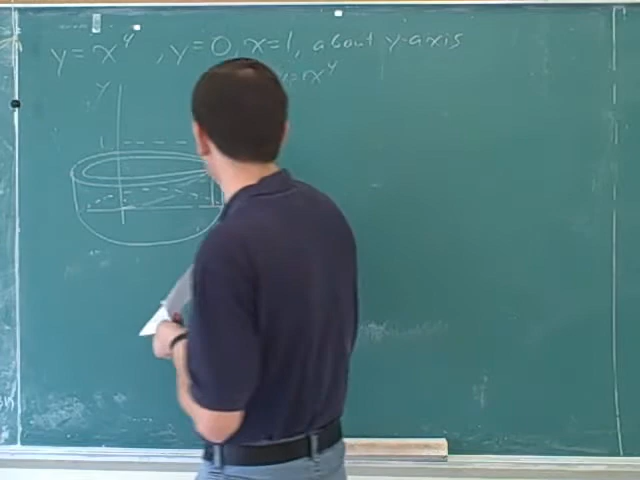 y=x⁴, y=0, x=1, about y-axis
y=x⁴
y
1